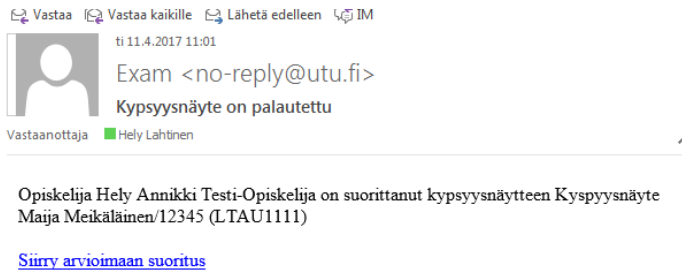 Vastaa Vastaa kaikille Lähetä edelleen IM
ti 11.4.2017 11:01
Exam <no-reply@utu.fi>
Kypsyysnäyte on palautettu
Vastaanottaja Hely Lahtinen
Opiskelija Hely Annikki Testi-Opiskelija on suorittanut kypsyysnäytteen Kyspyysnäyte
Maija Meikäläinen/12345 (LTAU1111)
Siirry arvioimaan suoritus